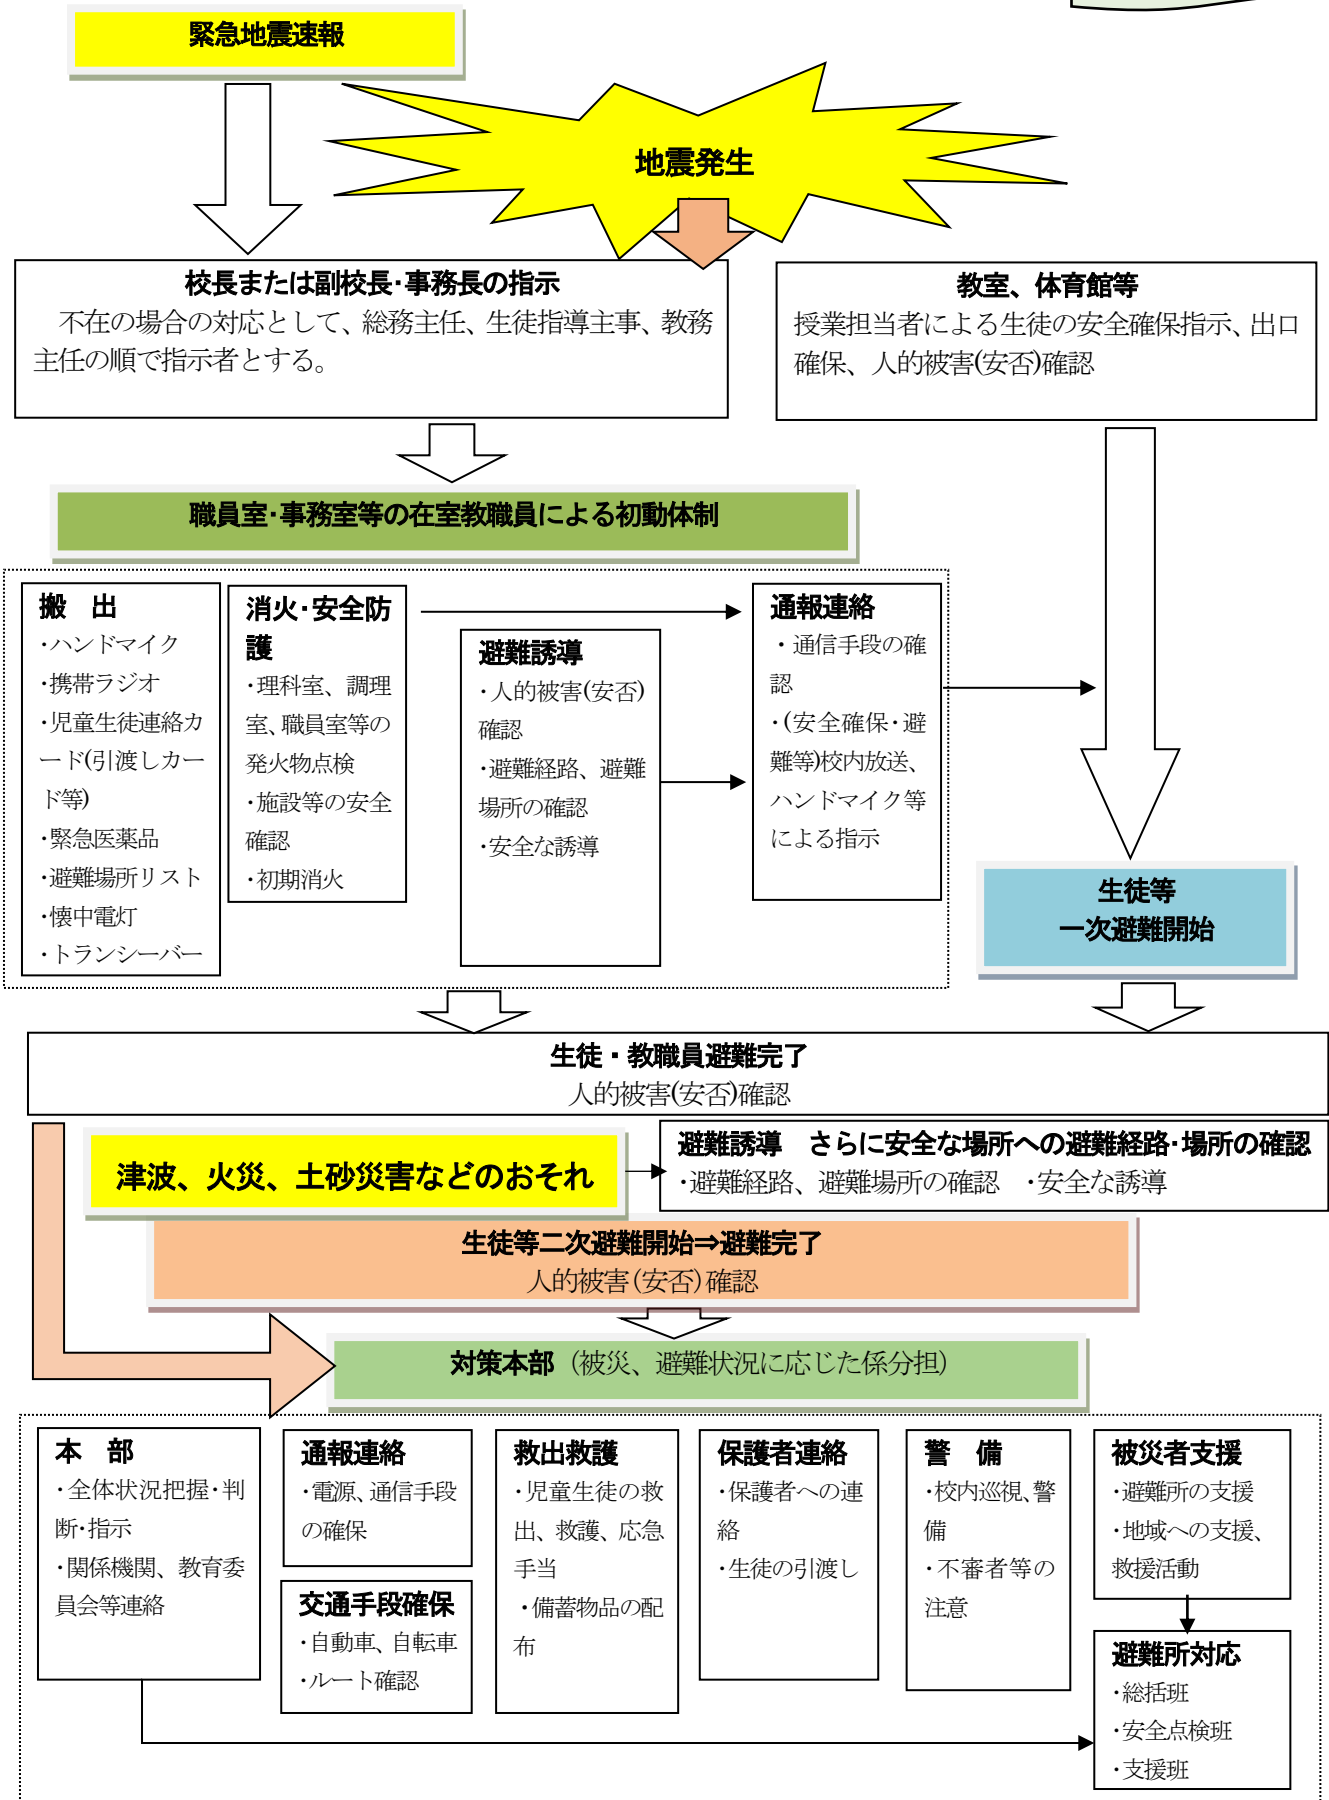 緊急地震速報
地震発生
校長または副校長・事務長の指示
不在の場合の対応として、総務主任、生徒指導主事、教務
主任の順で指示者とする。
教室、体育館等
授業担当者による生徒の安全確保指示、出口
確保、人的被害(安否)確認
職員室・事務室等の在室教職員による初動体制
搬　出
・ハンドマイク
・携帯ラジオ
・児童生徒連絡カ
ード(引渡しカー
ド等)
・緊急医薬品
・避難場所リスト
・懐中電灯
・トランシーバー
消火・安全防
護
・理科室、調理
室、職員室等の
発火物点検
・施設等の安全
確認
・初期消火
避難誘導
・人的被害(安否)
確認
・避難経路、避難
場所の確認
・安全な誘導
通報連絡
・通信手段の確
認
・(安全確保・避
難等)校内放送、
ハンドマイク等
による指示
生徒等
一次避難開始
生徒・教職員避難完了
人的被害(安否)確認
津波、火災、土砂災害などのおそれ
避難誘導　さらに安全な場所への避難経路・場所の確認
・避難経路、避難場所の確認　・安全な誘導
生徒等二次避難開始⇒避難完了
人的被害(安否)確認
対策本部（被災、避難状況に応じた係分担）
本　部
・全体状況把握・判
断・指示
・関係機関、教育委
員会等連絡
通報連絡
・電源、通信手段
の確保
交通手段確保
・自動車、自転車
・ルート確認
救出救護
・児童生徒の救
出、救護、応急
手当
・備蓄物品の配
布
保護者連絡
・保護者への連
絡
・生徒の引渡し
警　備
・校内巡視、警
備
・不審者等の
注意
被災者支援
・避難所の支援
・地域への支援、
救援活動
避難所対応
・総括班
・安全点検班
・支援班